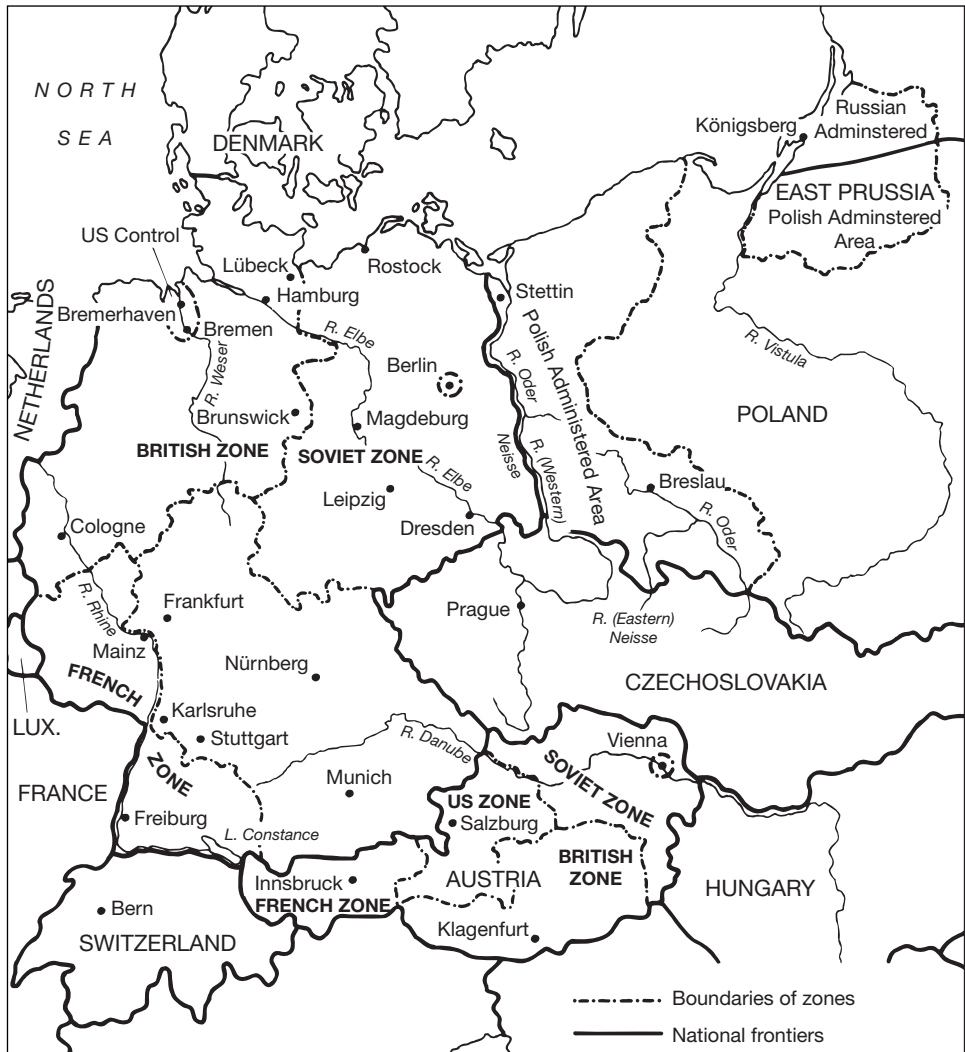 NORTH
SEA
DENMARK
Königsberg
Russian
Adminstered
EAST PRUSSIA
Polish Adminstered
Area
US Control
Lübeck
Rostock
Hamburg
Stettin
Bremerhaven
Bremen
NETHERLANDS
R. Elbe
R. Weser
Berlin
R. Oder
Polish Administered Area
R. Vistula
Brunswick
Magdeburg
POLAND
BRITISH ZONE
SOVIET ZONE
Neisse
R. (Western)
R. Elbe
Leipzig
Breslau
R. Oder
Cologne
Dresden
R. Rhine
Frankfurt
Prague
R. (Eastern)
Neisse
Mainz
Nürnberg
FRENCH
ZONE
CZECHOSLOVAKIA
LUX.
Karlsruhe
Stuttgart
R. Danube
Vienna
SOVIET ZONE
FRANCE
Munich
US ZONE
Salzburg
Freiburg
L. Constance
BRITISH
ZONE
Innsbruck
FRENCH ZONE
AUSTRIA
HUNGARY
Bern
Klagenfurt
SWITZERLAND
Boundaries of zones
National frontiers